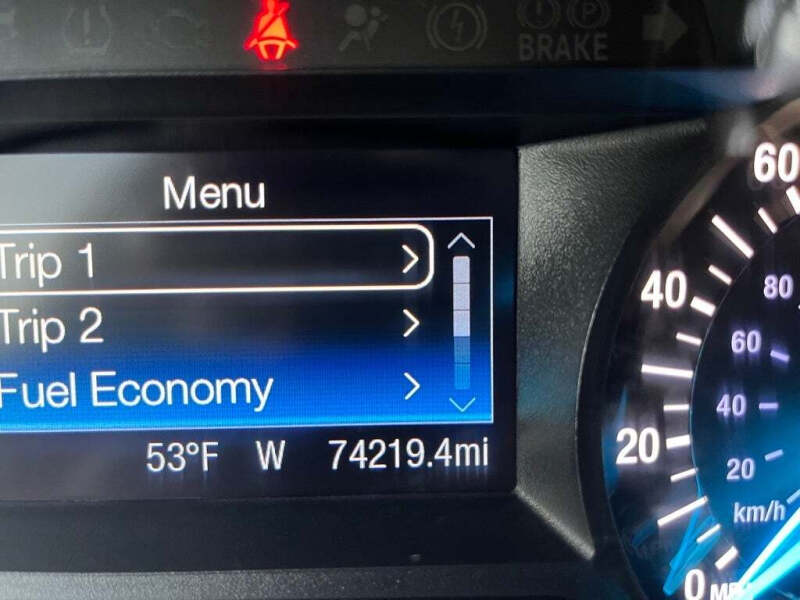 BRAKE
Menu
Trip 1
Trip 2
Fuel Economy
53°F W 74219.4mi
60
40
20
0
80
60
40
20
km/h